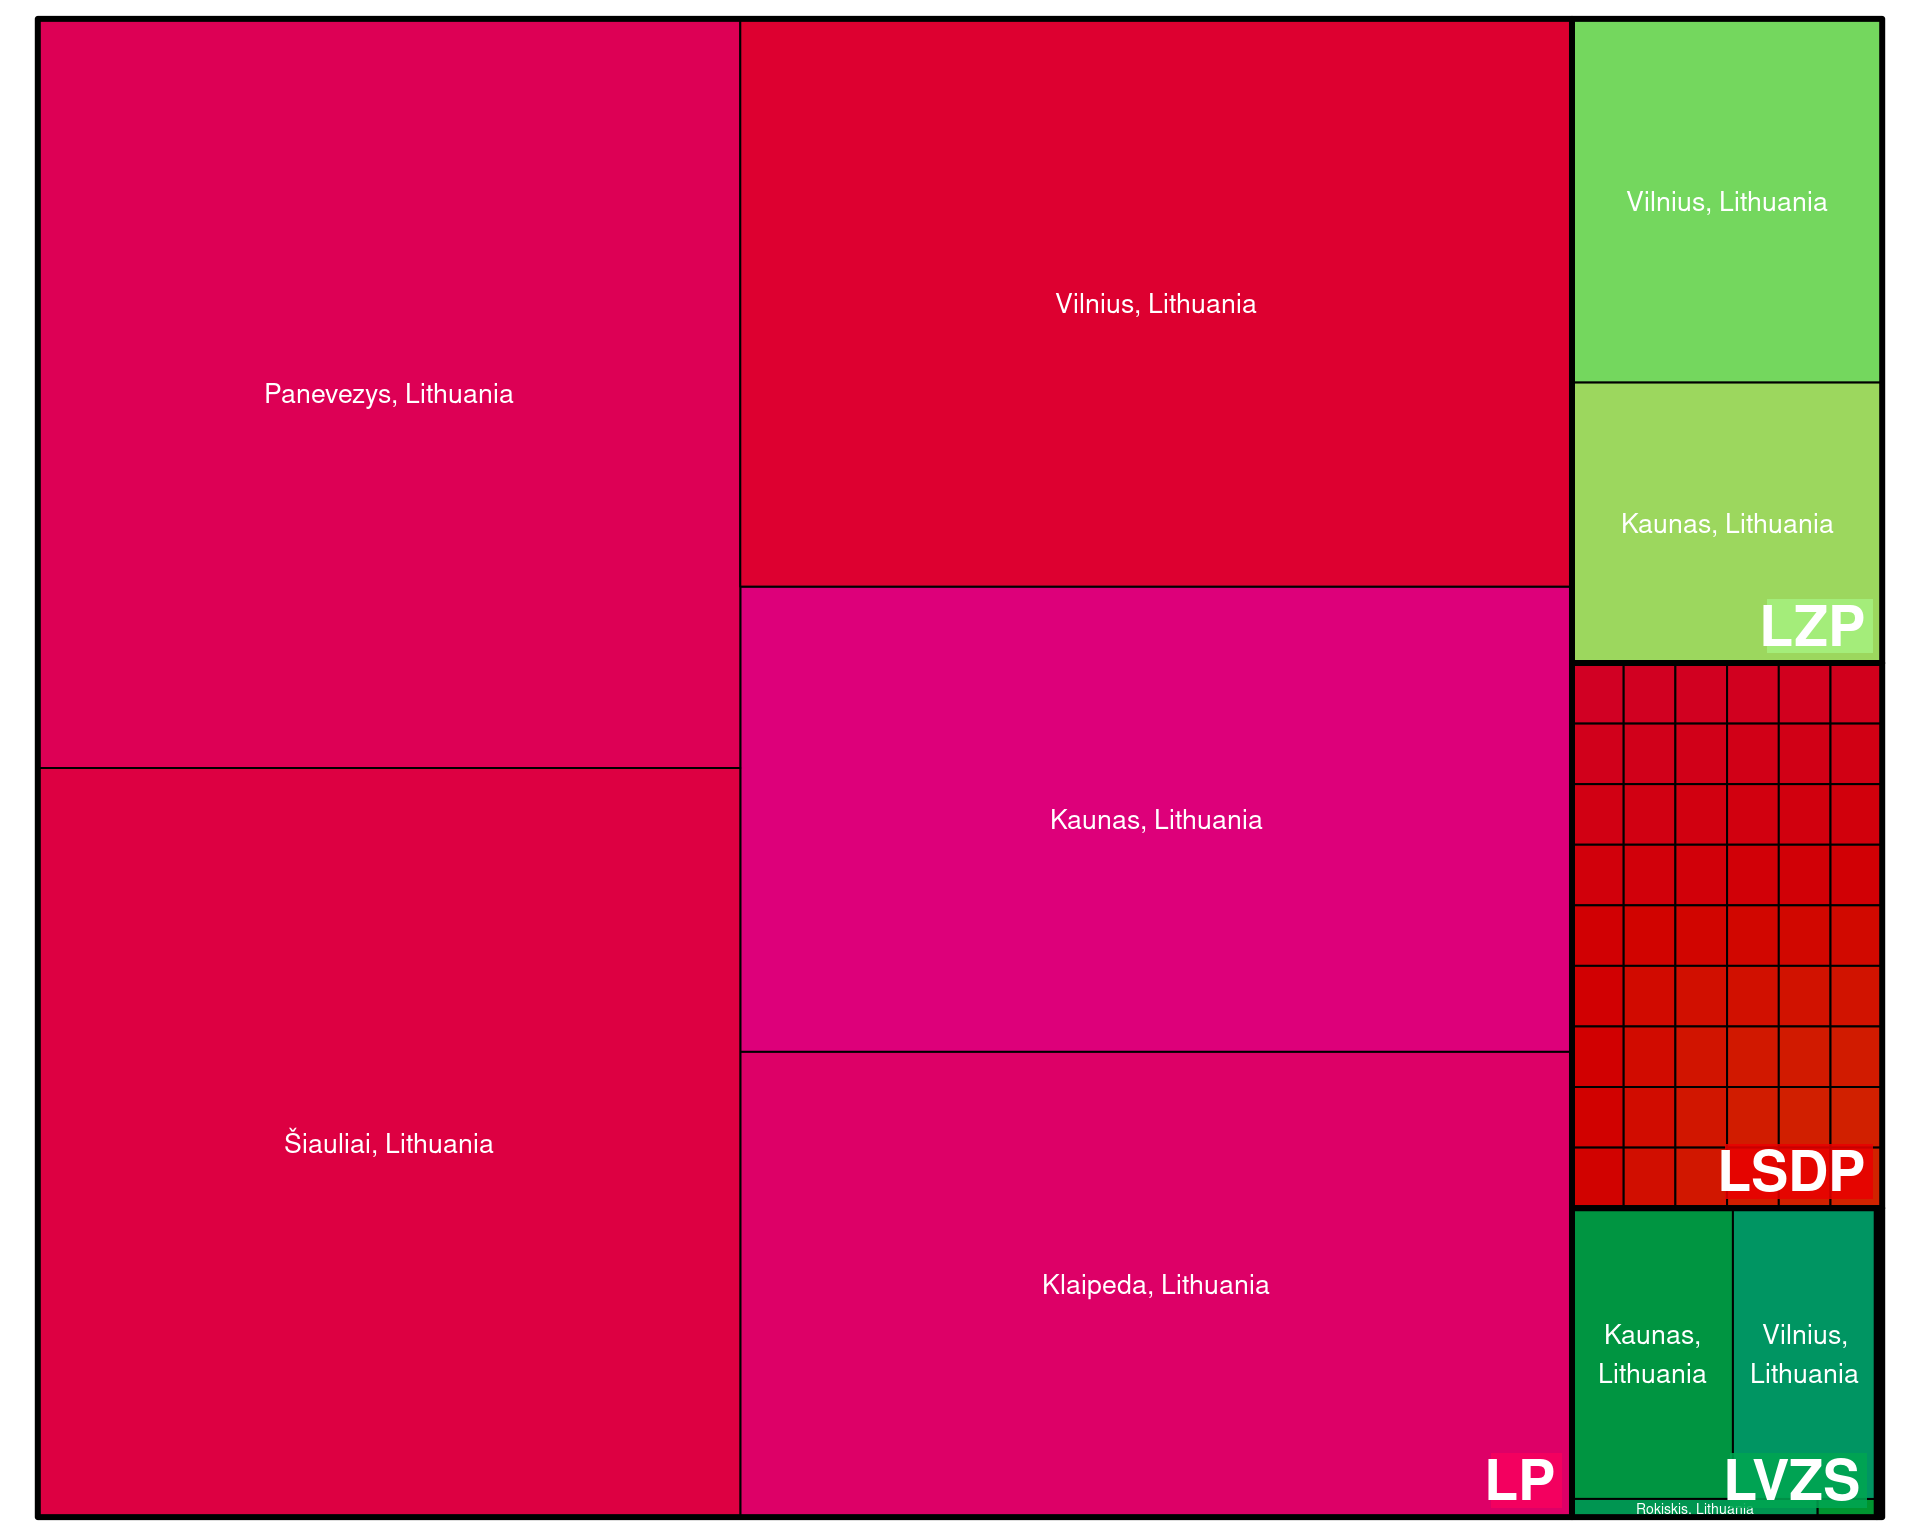 Panevezys, Lithuania
Šiauliai, Lithuania
Vilnius, Lithuania
Kaunas, Lithuania
Klaipeda, Lithuania
LP
Vilnius, Lithuania
Kaunas, Lithuania
LZP
LSDP
Kaunas,
Lithuania
Vilnius,
Lithuania
LVZS
Rokiskis, Lithuania